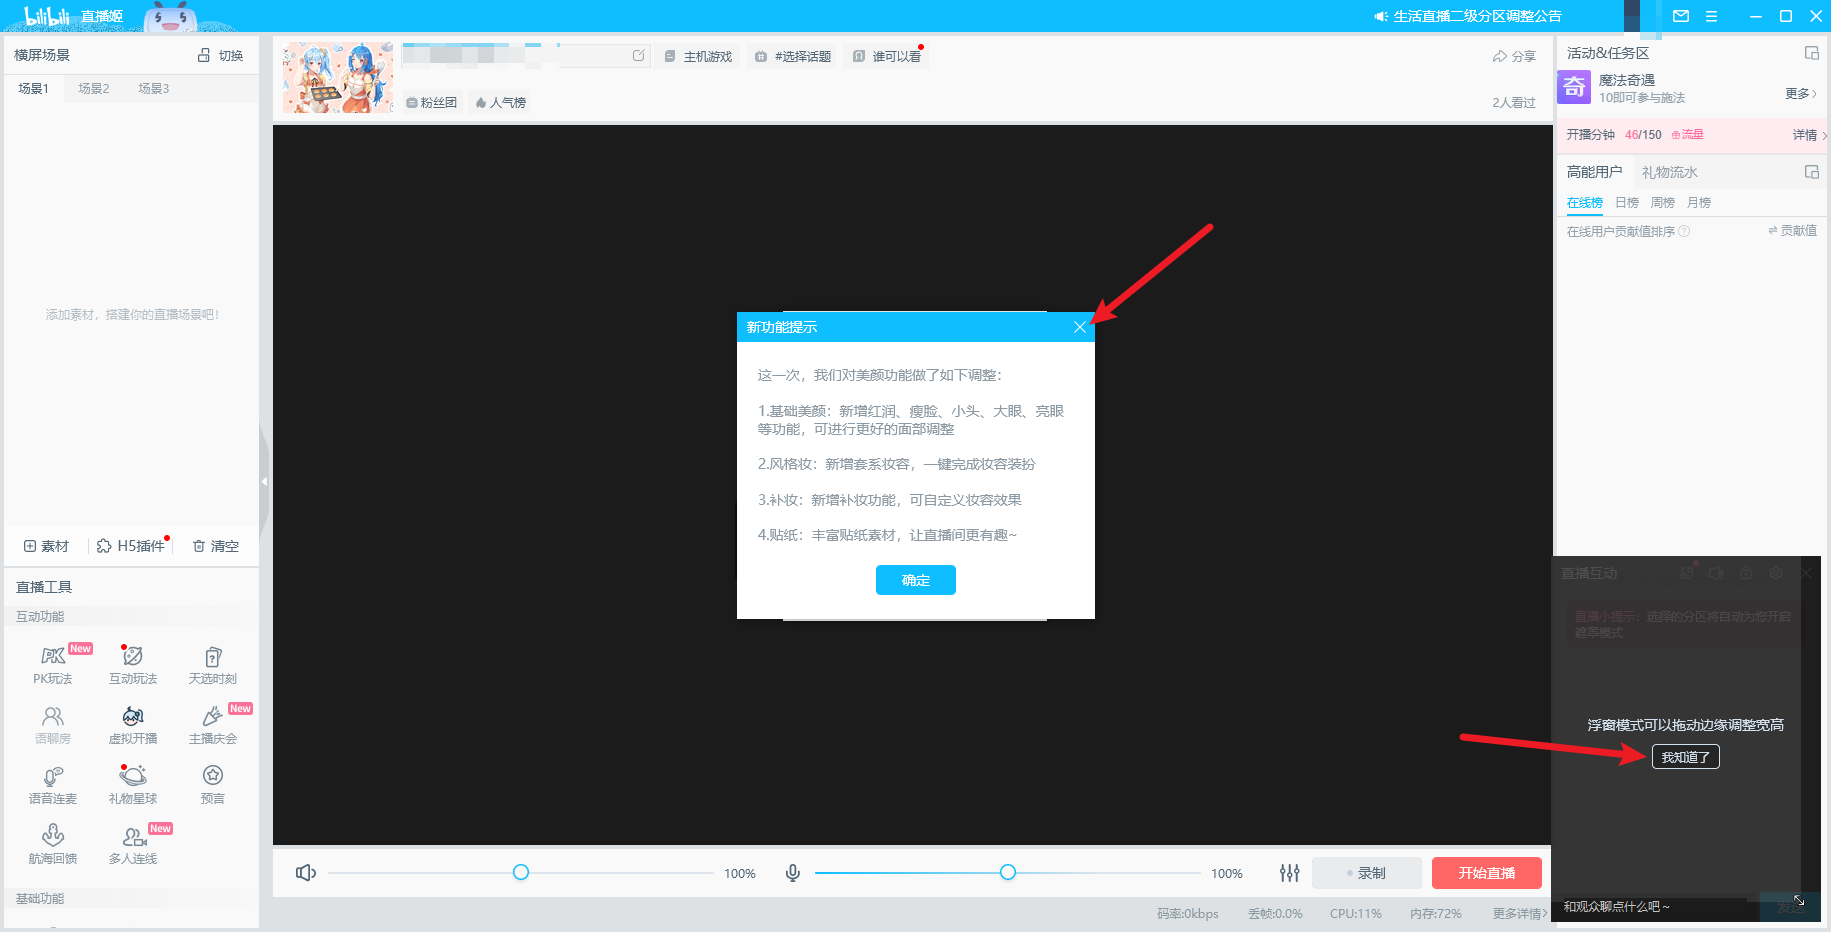 bilibili 直播姬
生活直播二级分区调整公告
横屏场景
切换
场景1 场景2 场景3
添加素材，搭建你的直播场景吧！
素材 H5插件 清空
直播工具
互动功能
PK玩法 New
互动玩法
天选时刻
语聊房
虚拟开播
主播庆会 New
语音连麦
礼物星球
预言
航海回馈
多人连线 New
基础功能
主机游戏
#选择话题
谁可以看
分享
粉丝团
人气榜
2人看过
新功能提示
这一次，我们对美颜功能做了如下调整：
1.基础美颜：新增红润、瘦脸、小头、大眼、亮眼
等功能，可进行更好的面部调整
2.风格妆：新增套系妆容，一键完成妆容装扮
3.补妆：新增补妆功能，可自定义妆容效果
4.贴纸：丰富贴纸素材，让直播间更有趣~
确定
100%
100%
录制
开始直播
码率:0kbps 丢帧:0.0% CPU:11% 内存:72% 更多详情>
活动&任务区
奇
魔法奇遇
10即可参与施法
更多>
开播分钟 46/150 流星 详情>
高能用户 礼物流水
在线榜 日榜 周榜 月榜
在线用户贡献值排序 ?
贡献值
直播互动
直播小提示：选择的分区将自动为您开启
遮罩模式
浮窗模式可以拖动边缘调整宽高
我知道了
和观众聊点什么吧~
发送